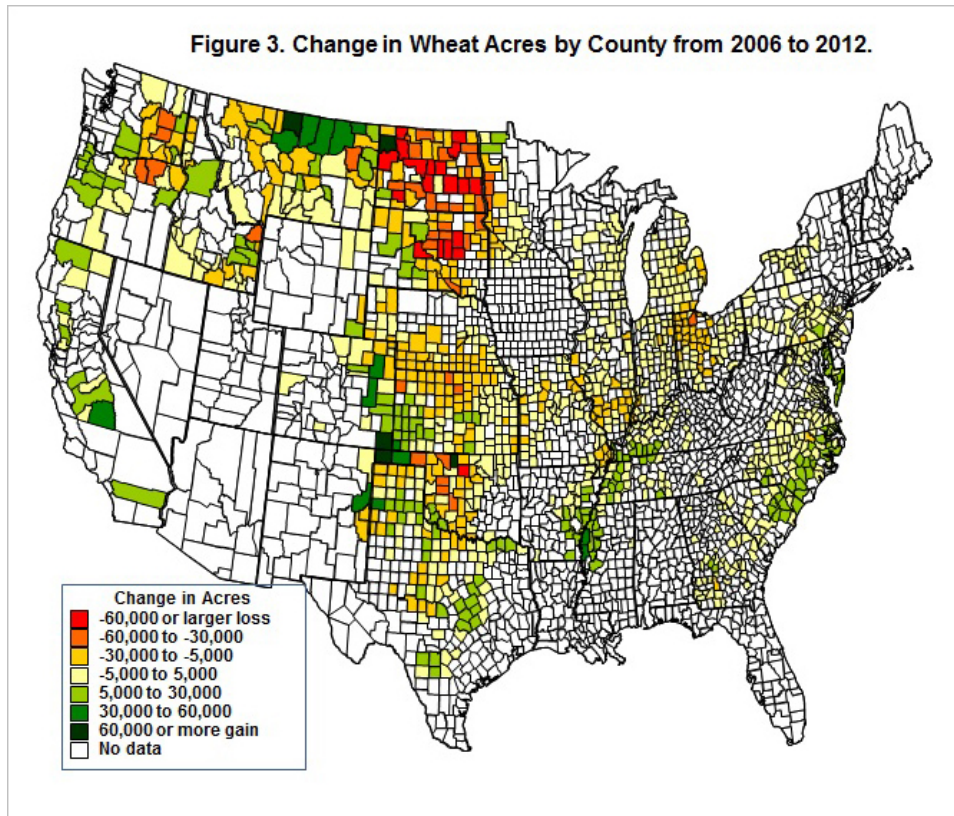 Figure 3. Change in Wheat Acres by County from 2006 to 2012.
Change in Acres
-60,000 or larger loss
-60,000 to -30,000
-30,000 to -5,000
-5,000 to 5,000
5,000 to 30,000
30,000 to 60,000
60,000 or more gain
No data